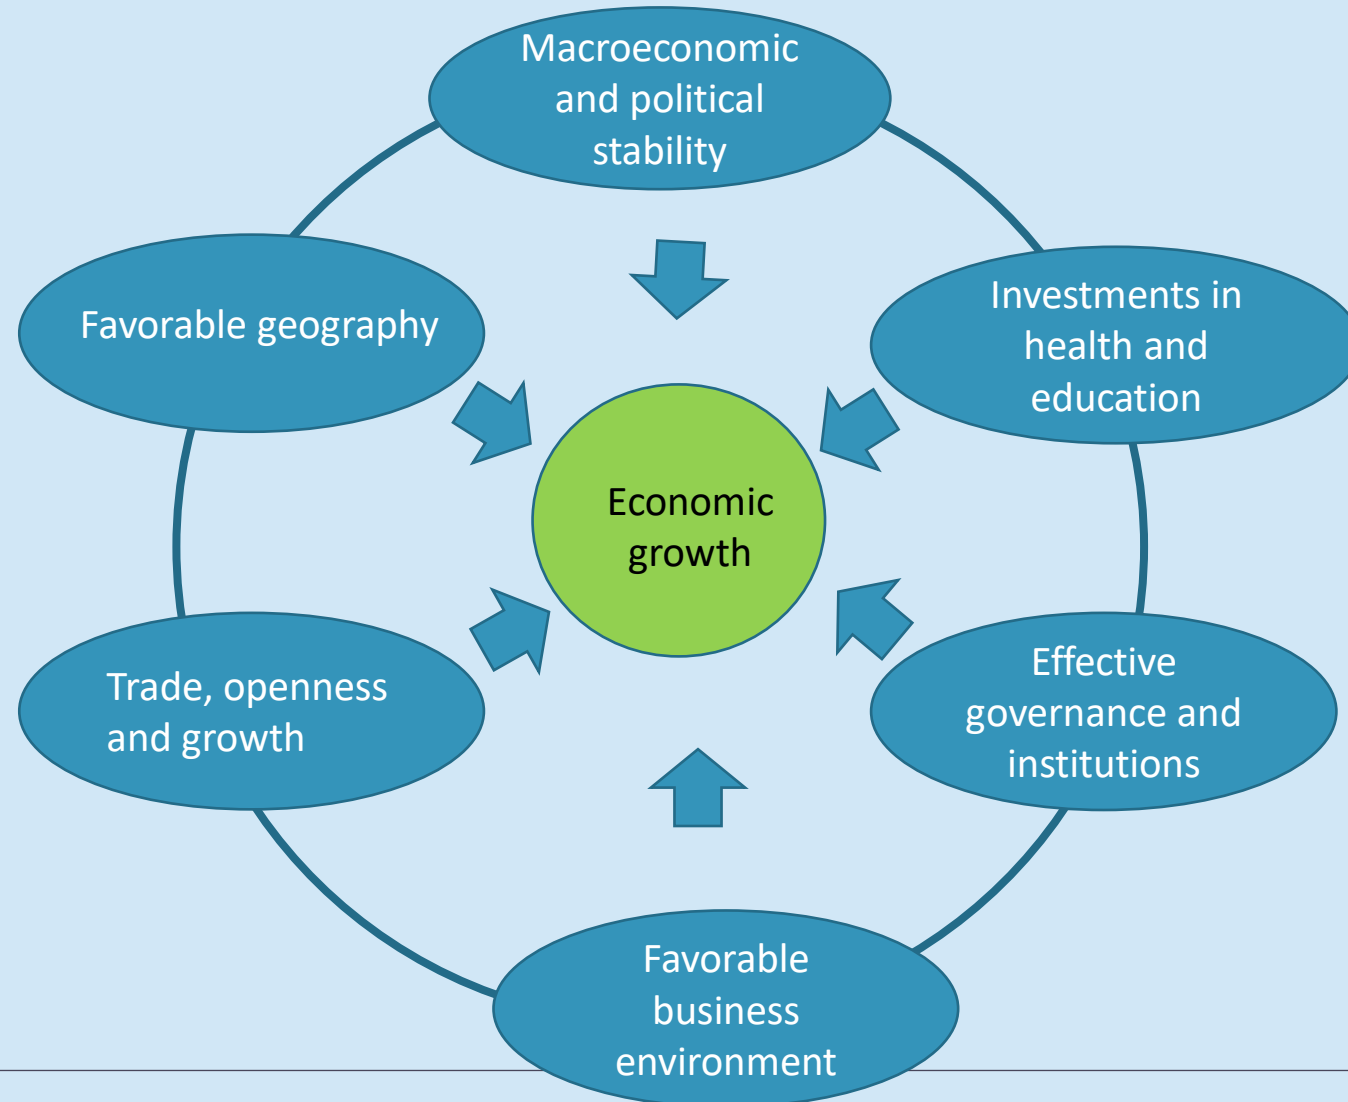 Macroeconomic
and political
stability
Favorable geography
Investments in
health and
education
Economic
growth
Trade, openness
and growth
Effective
governance and
institutions
Favorable
business
environment